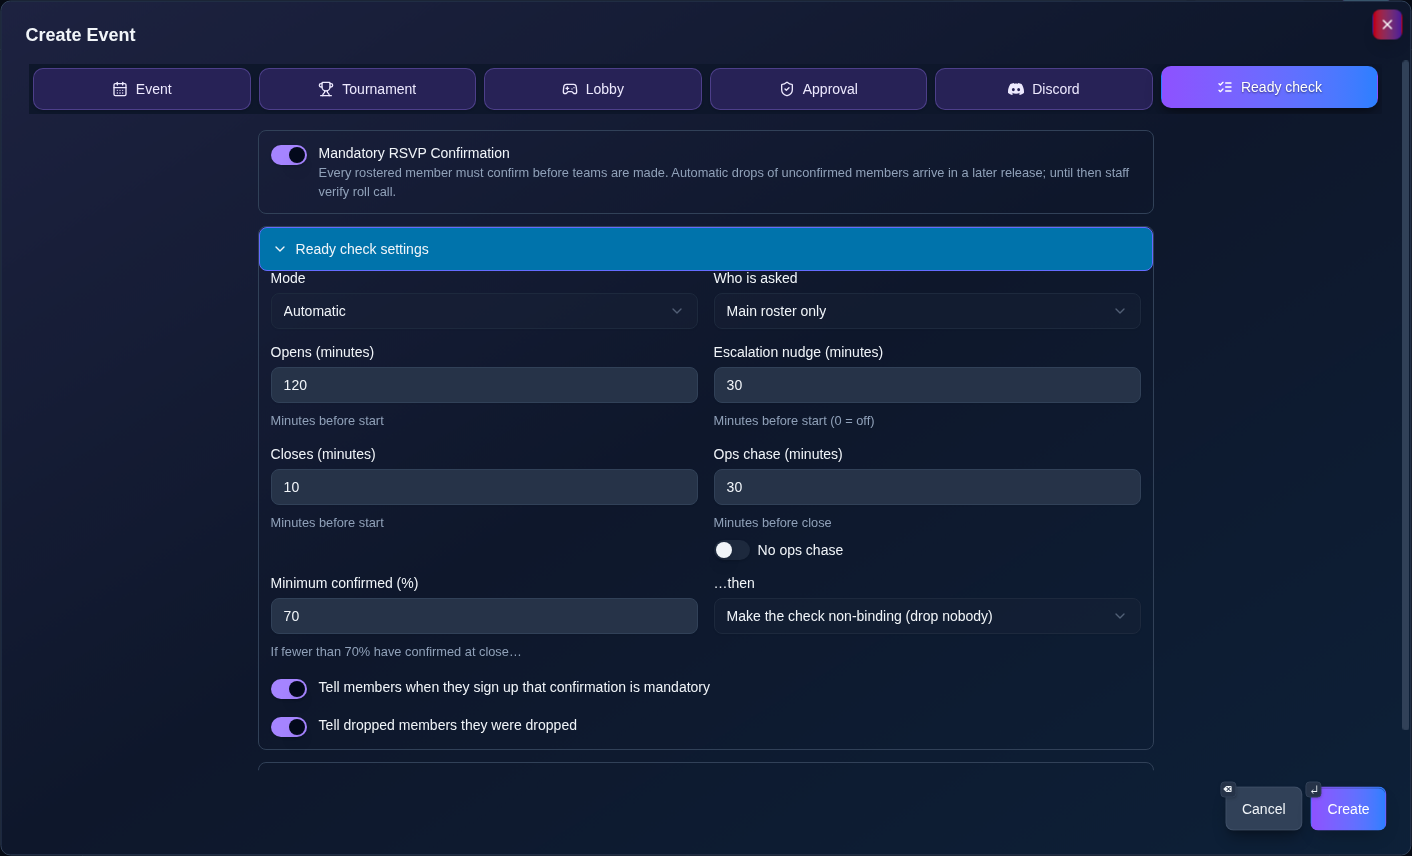 Create Event
Event
Tournament
Lobby
Approval
Discord
Ready check
Mandatory RSVP Confirmation
Every rostered member must confirm before teams are made. Automatic drops of unconfirmed members arrive in a later release; until then staff
verify roll call.
Ready check settings
Mode
Who is asked
Automatic
Main roster only
Opens (minutes)
Escalation nudge (minutes)
120
30
Minutes before start
Minutes before start (0 = off)
Closes (minutes)
Ops chase (minutes)
10
30
Minutes before start
Minutes before close
No ops chase
Minimum confirmed (%)
…then
70
Make the check non-binding (drop nobody)
If fewer than 70% have confirmed at close…
Tell members when they sign up that confirmation is mandatory
Tell dropped members they were dropped
Cancel
Create